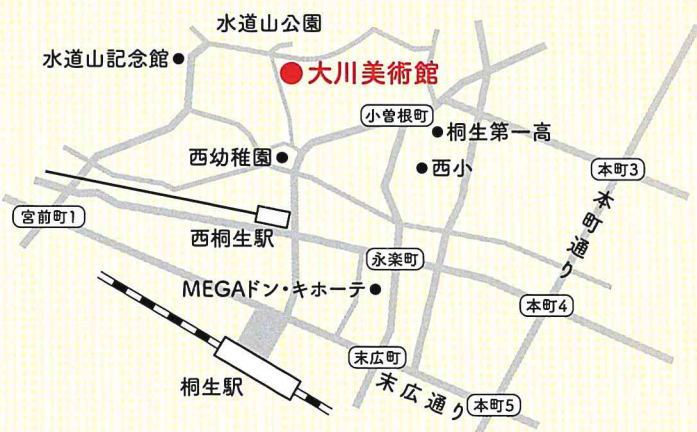 水道山公園
水道山記念館
大川美術館
小曽根町
桐生第一高
西幼稚園
西小
本町3
本町通り
宮前町1
西桐生駅
永楽町
MEGAドン・キホーテ
本町4
末広町
桐生駅
末広通り
本町5